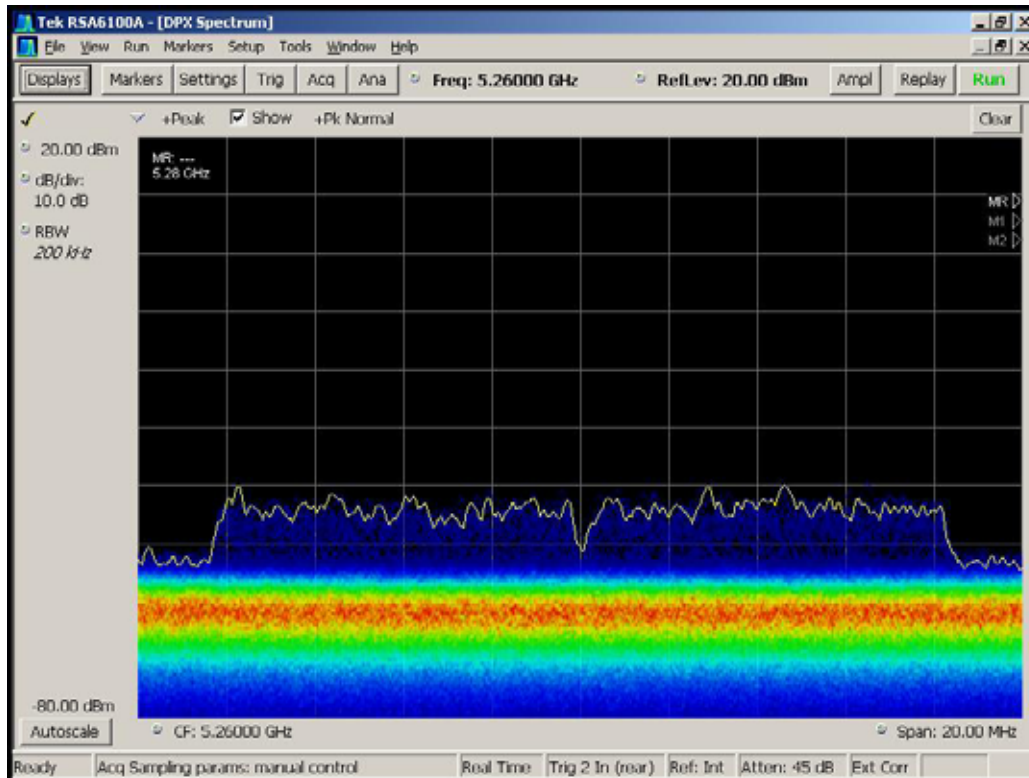 Tek RSA6100A - [DPX Spectrum]
File View Run Markers Setup Tools Window Help
Displays Markers Settings Trig Acq Ana Freq: 5.26000 GHz RefLev: 20.00 dBm Ampl Replay Run
+Peak Show +Pk Normal Clear
20.00 dBm
dB/div:
10.0 dB
RBW
200 kHz
MR: ---
5.28 GHz
MR
M1
M2
-80.00 dBm
Autoscale CF: 5.26000 GHz Span: 20.00 MHz
Ready Acq Sampling params: manual control Real Time Trig 2 In (rear) Ref: Int Atten: 45 dB Ext Corr